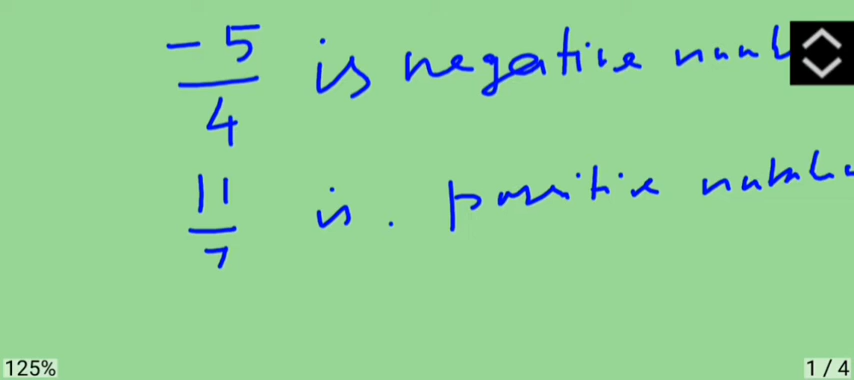 -5/4 is negative
11/7 is . positive
125%
1 / 4